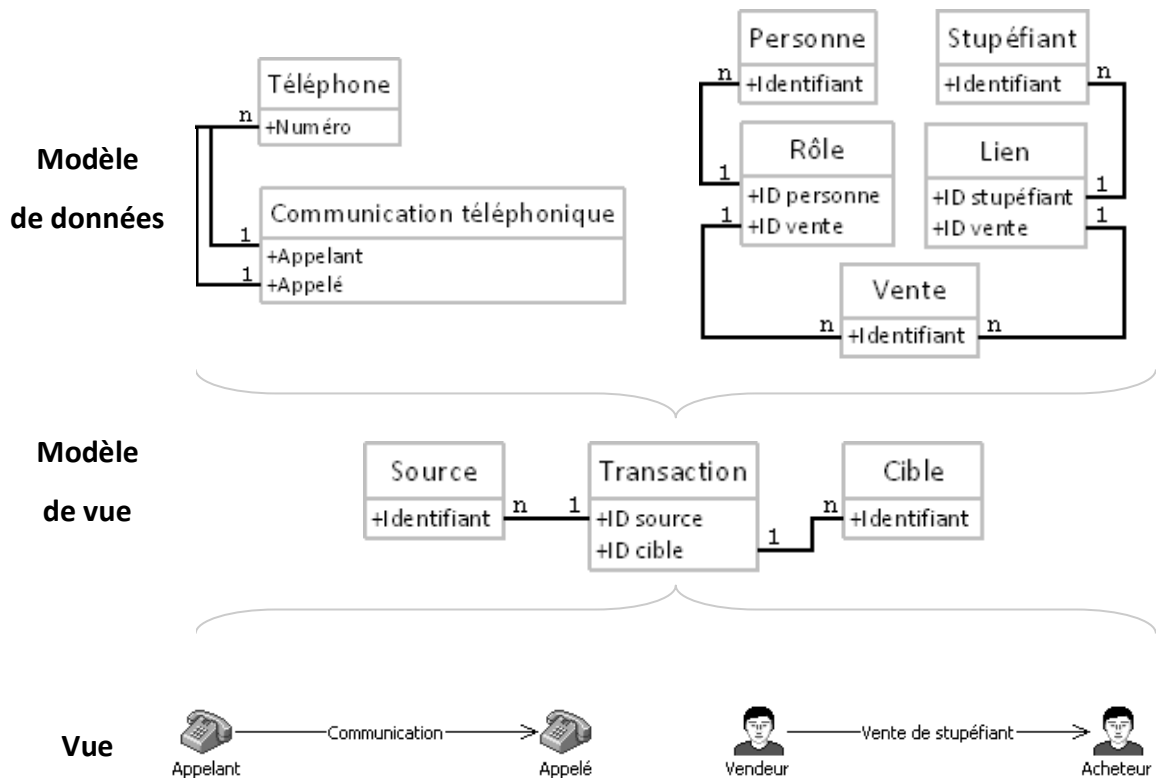 Modèle
de données
Téléphone
+Numéro
n
Communication téléphonique
+Appelant
+Appelé
1
1
Personne
+Identifiant
n
Stupéfiant
+Identifiant
n
Rôle
+ID personne
+ID vente
1
1
Lien
+ID stupéfiant
+ID vente
1
1
Vente
+Identifiant
n
n
Modèle
de vue
Source
+Identifiant
n
1
Transaction
+ID source
+ID cible
1
n
Cible
+Identifiant
Vue
Appelant
Communication
Appelé
Vendeur
Vente de stupéfiant
Acheteur